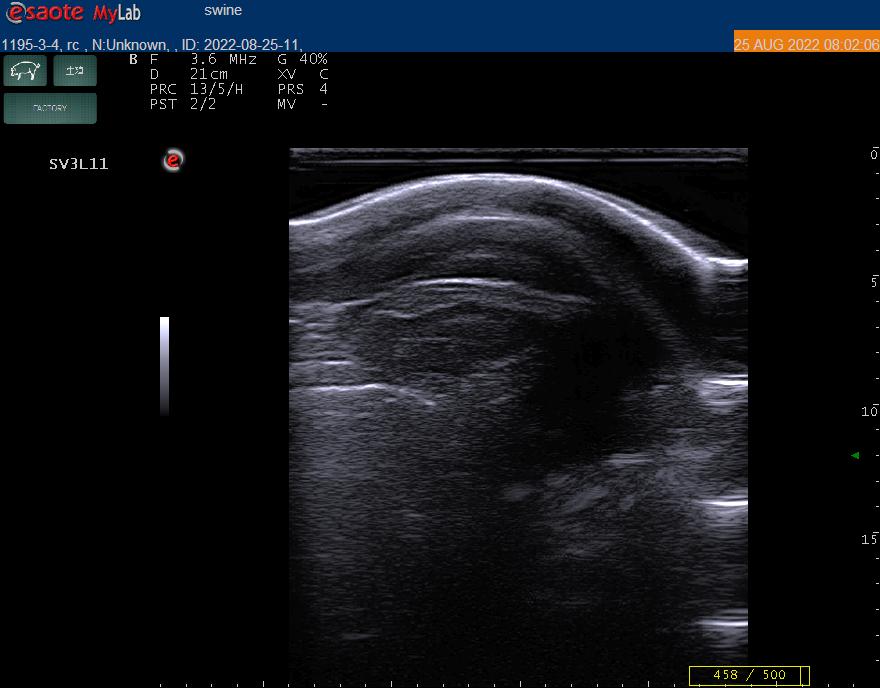 esaote MyLab
swine
1195-3-4, rc , N:Unknown, , ID: 2022-08-25-11,
25 AUG 2022 08:02:06
B F 3.6 MHz G 40%
D 21cm XV C
PRC 13/5/H PRS 4
PST 2/2 MV -
FACTORY
SV3L11
e
0
5
10
15
458 / 500